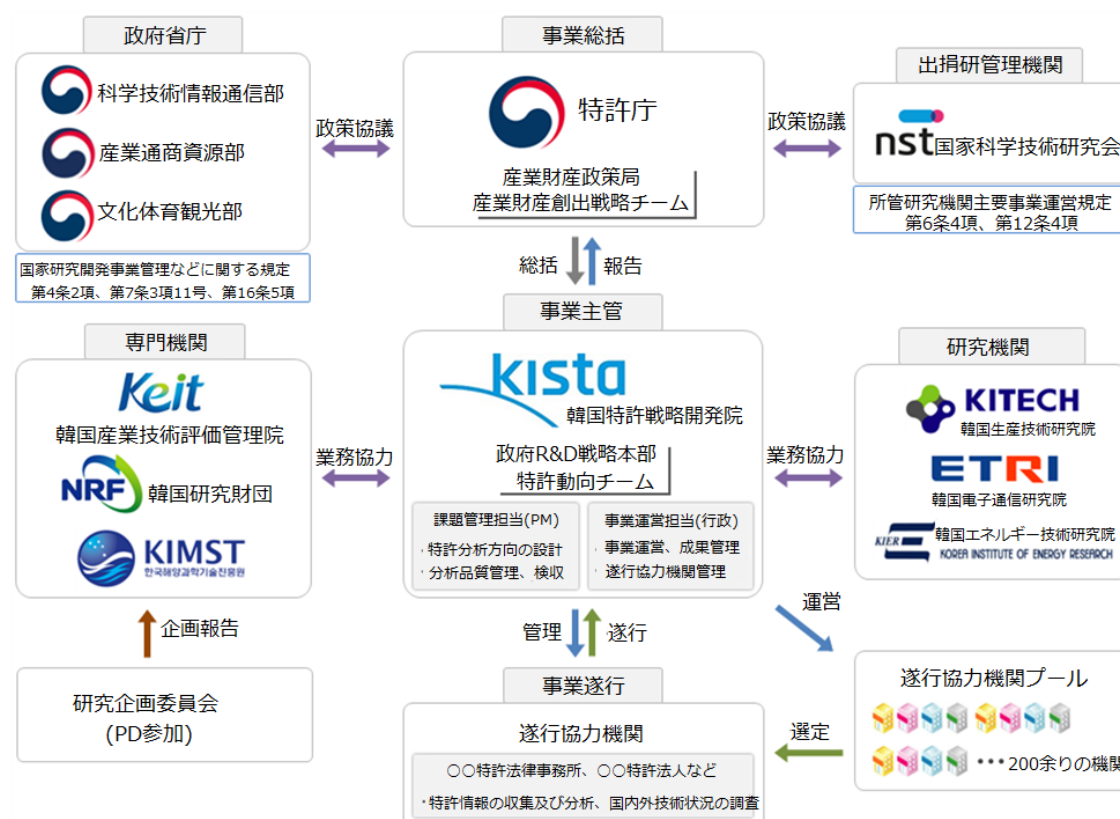 政府省庁
科学技術情報通信部
産業通商資源部
文化体育観光部
国家研究開発事業管理などに関する規定
第4条2項、第7条3項11号、第16条5項
政策協議
事業総括
特許庁
産業財産政策局
産業財産創出戦略チーム
政策協議
出捐研管理機関
nst国家科学技術研究会
所管研究機関主要事業運営規定
第6条4項、第12条4項
総括
報告
専門機関
Keit
韓国産業技術評価管理院
NRF 韓国研究財団
KIMST
한국해양과학기술진흥원
業務協力
事業主管
kista
韓国特許戦略開発院
政府R&D戦略本部
特許動向チーム
課題管理担当(PM)
·特許分析方向の設計
·分析品質管理、検収
事業運営担当(行政)
·事業運営、成果管理
·遂行協力機関管理
業務協力
研究機関
KITECH
韓国生産技術研究院
ETRI
韓国電子通信研究院
KIER 韓国エネルギー技術研究院
KOREA INSTITUTE OF ENERGY RESEARCH
企画報告
研究企画委員会
(PD参加)
管理
遂行
運営
事業遂行
遂行協力機関
○○特許法律事務所、○○特許法人など
·特許情報の収集及び分析、国内外技術状況の調査
選定
遂行協力機関プール
•••200余りの機関